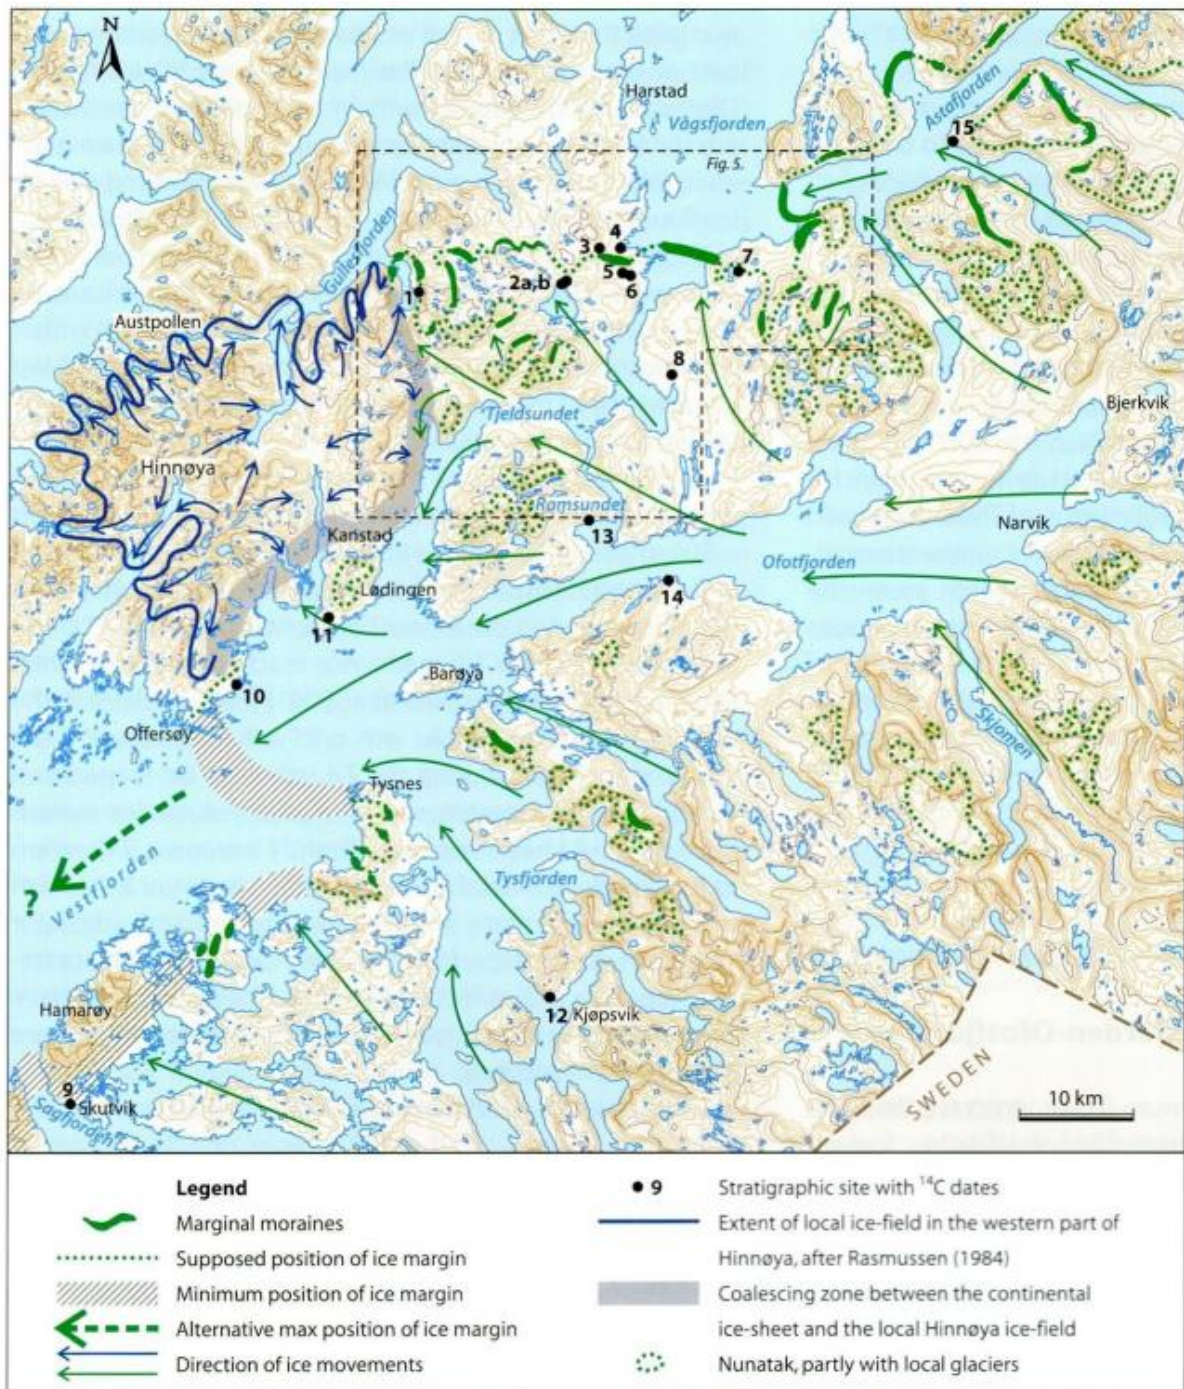 N
Harstad
Vågsfjorden
Astafjorden
15
Fig. 5.
Gullesfjorden
3
4
1
2a,b
5
6
7
Austpollen
8
Bjerkvik
Tjeldsundet
Hinnøya
Ramsundet
Kanstad
13
Narvik
Ofotfjorden
Lødingen
14
11
Barøya
10
Skjomen
Offersøy
Tysnes
Vestfjorden
?
Tysfjorden
Hamarøy
12 Kjøpsvik
SWEDEN
9
Skutvik
Sagfjorden
10 km
Legend
Marginal moraines
Supposed position of ice margin
Minimum position of ice margin
Alternative max position of ice margin
Direction of ice movements
9 Stratigraphic site with ¹⁴C dates
Extent of local ice-field in the western part of
Hinnøya, after Rasmussen (1984)
Coalescing zone between the continental
ice-sheet and the local Hinnøya ice-field
Nunatak, partly with local glaciers